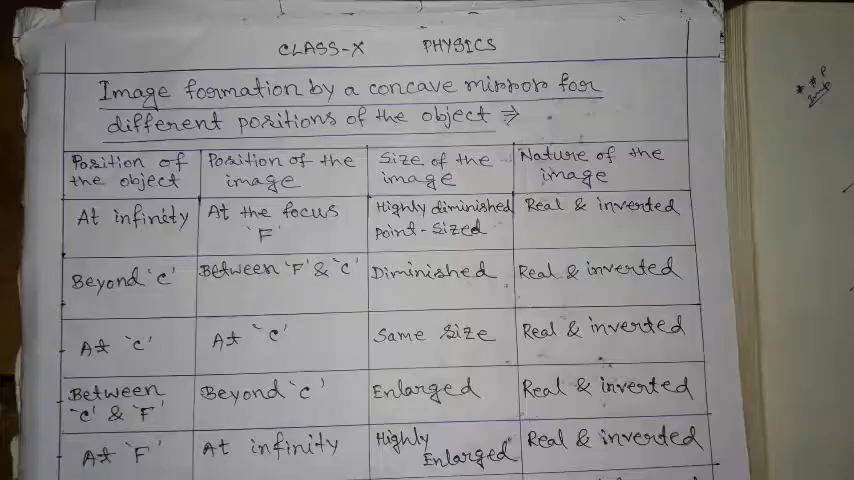 CLASS-X PHYSICS
Image formation by a concave mirror for
different positions of the object ⇒
Position of the object | Position of the image | Size of the image | Nature of the image
At infinity | At the focus 'F' | Highly diminished point-sized | Real & inverted
Beyond 'C' | Between 'F' & 'C' | Diminished | Real & inverted
At 'C' | At 'C' | Same size | Real & inverted
Between 'C' & 'F' | Beyond 'C' | Enlarged | Real & inverted
At 'F' | At infinity | Highly Enlarged | Real & inverted